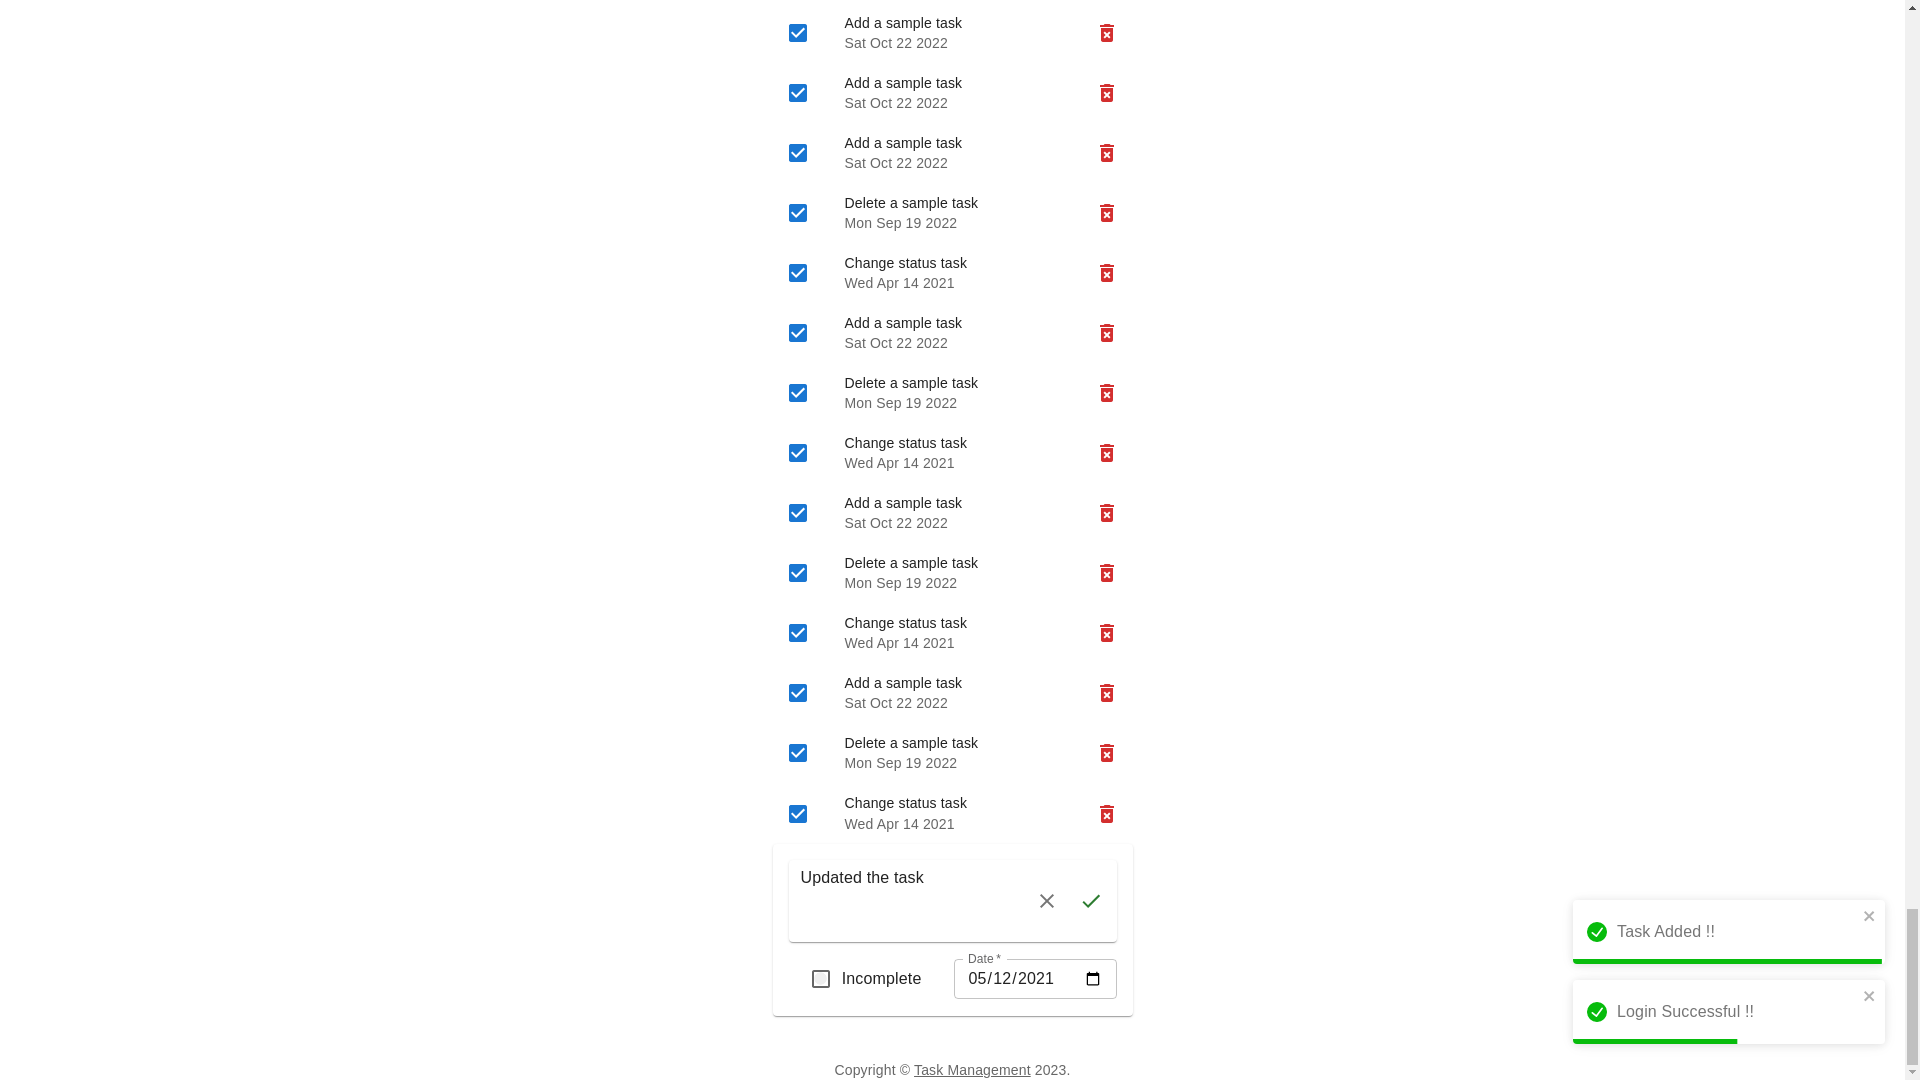 Add a sample task
Sat Oct 22 2022
Add a sample task
Sat Oct 22 2022
Add a sample task
Sat Oct 22 2022
Delete a sample task
Mon Sep 19 2022
Change status task
Wed Apr 14 2021
Add a sample task
Sat Oct 22 2022
Delete a sample task
Mon Sep 19 2022
Change status task
Wed Apr 14 2021
Add a sample task
Sat Oct 22 2022
Delete a sample task
Mon Sep 19 2022
Change status task
Wed Apr 14 2021
Add a sample task
Sat Oct 22 2022
Delete a sample task
Mon Sep 19 2022
Change status task
Wed Apr 14 2021
Updated the task
Incomplete
Date *
05/12/2021
Task Added !!
Login Successful !!
Copyright © Task Management 2023.